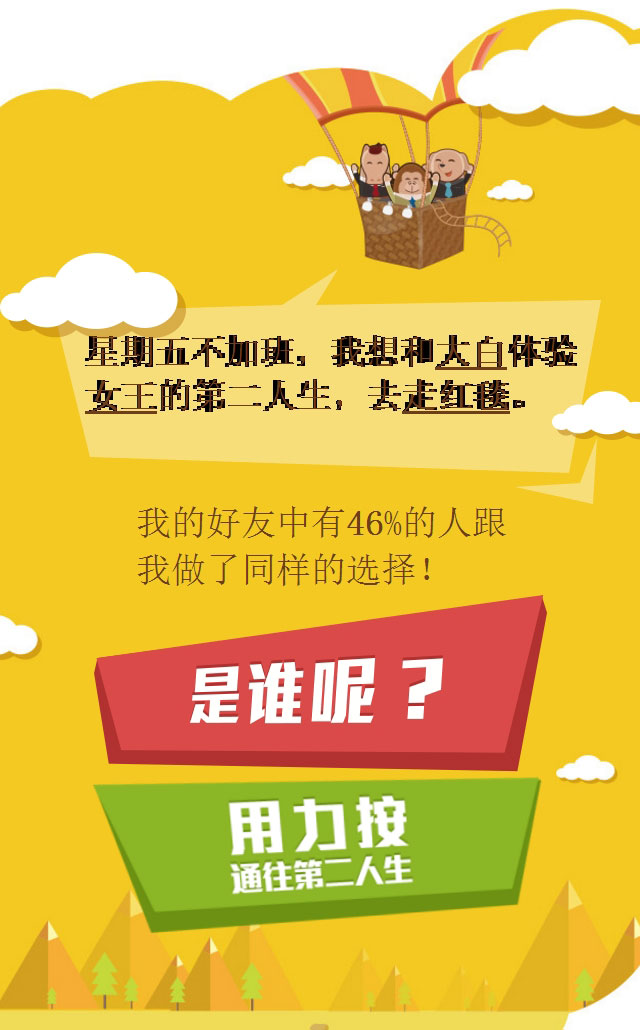 星期五不加班，我想和大白体验
女王的第二人生，去走红毯。
我的好友中有46%的人跟
我做了同样的选择！
是谁呢？
用力按
通往第二人生